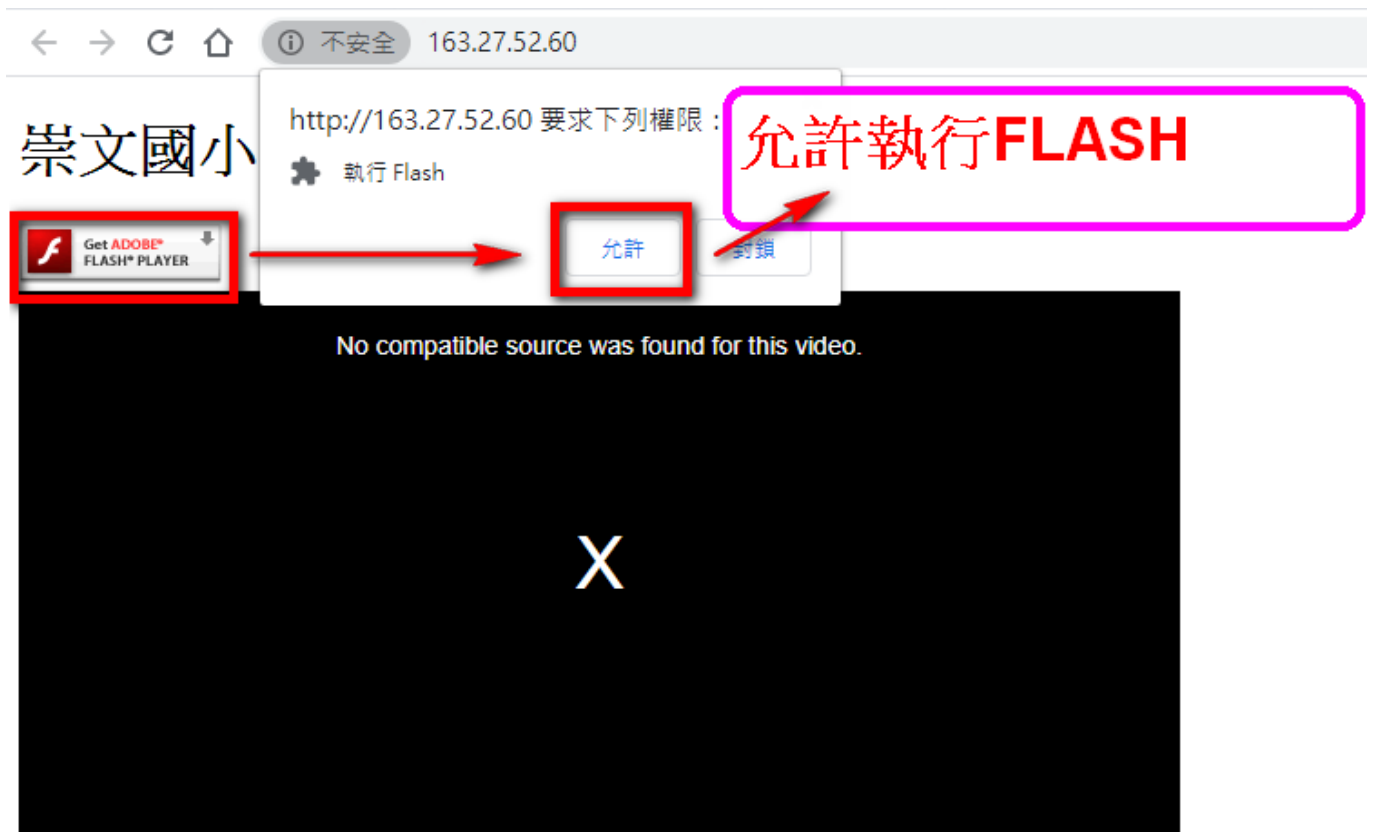 不安全 163.27.52.60
http://163.27.52.60 要求下列權限：
執行 Flash
允許 封鎖
允許執行FLASH
崇文國小
Get ADOBE®
FLASH® PLAYER
No compatible source was found for this video.
X